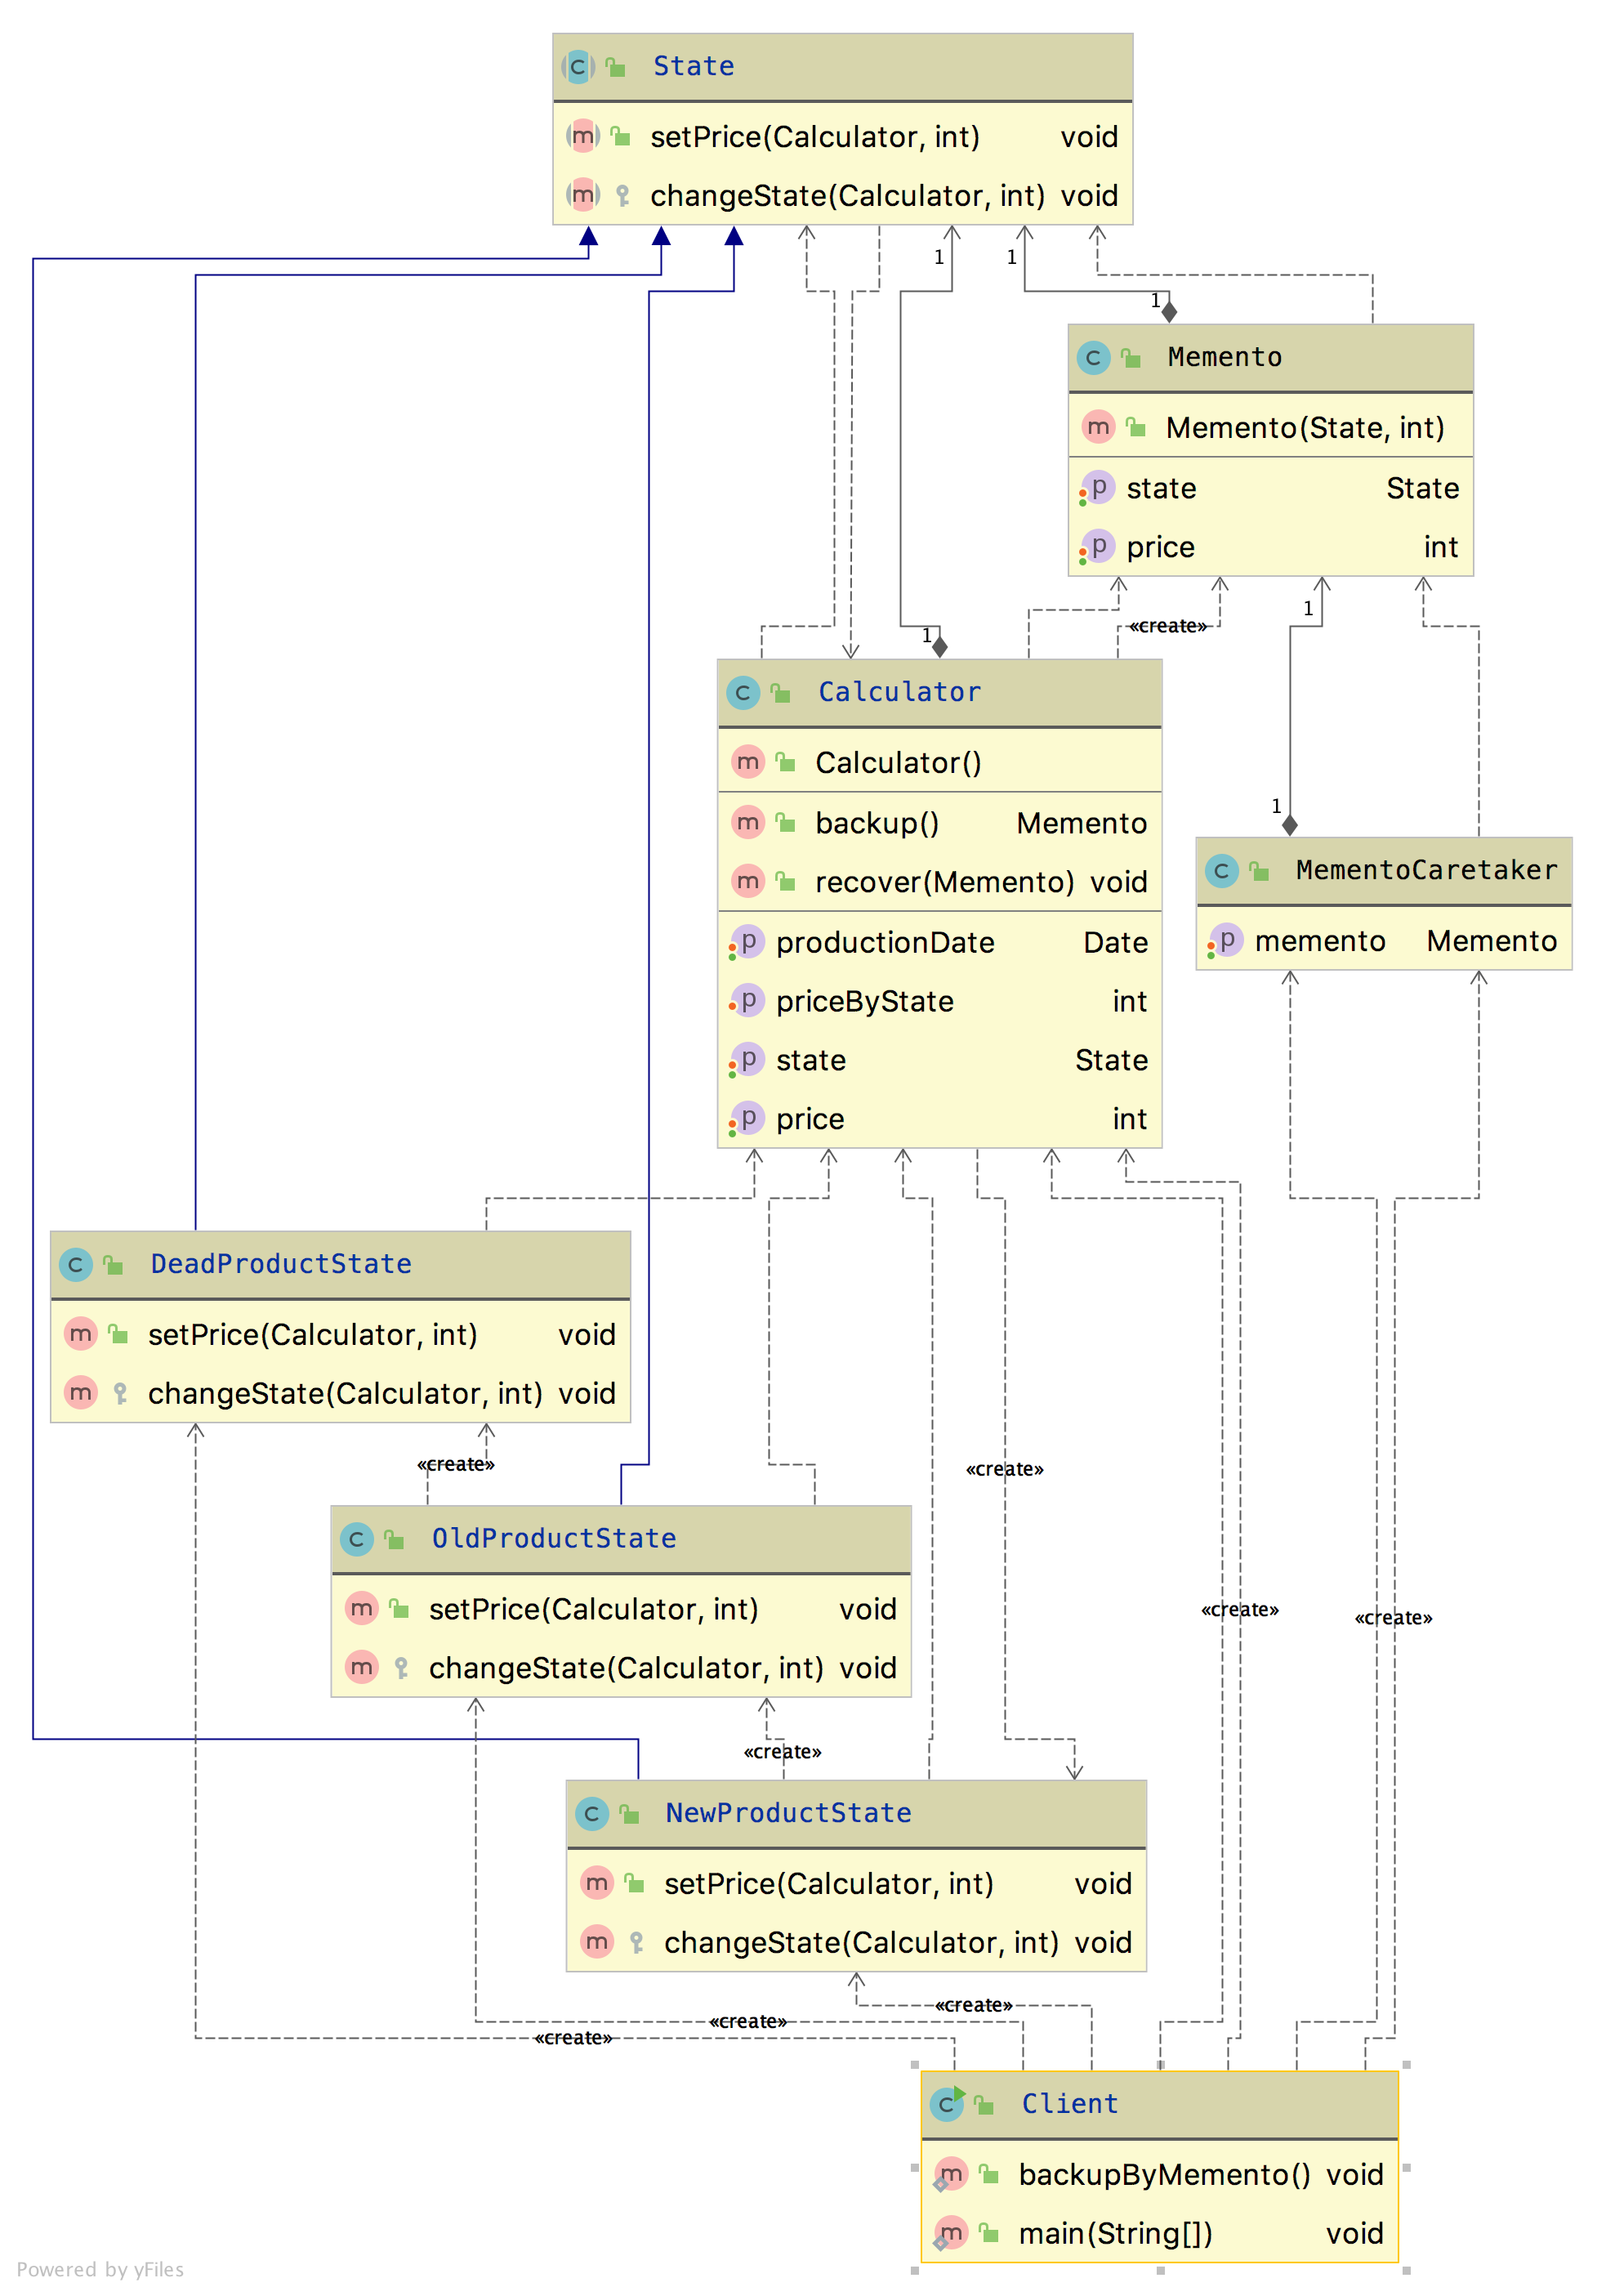 State
setPrice(Calculator, int) void
changeState(Calculator, int) void
1
1
1
Memento
Memento(State, int)
state State
price int
1
«create»
1
Calculator
Calculator()
backup() Memento
recover(Memento) void
productionDate Date
priceByState int
state State
price int
1
MementoCaretaker
memento Memento
DeadProductState
setPrice(Calculator, int) void
changeState(Calculator, int) void
«create»
«create»
OldProductState
setPrice(Calculator, int) void
changeState(Calculator, int) void
«create»
«create»
«create»
NewProductState
setPrice(Calculator, int) void
changeState(Calculator, int) void
«create»
«create»
«create»
Client
backupByMemento() void
main(String[]) void
Powered by yFiles